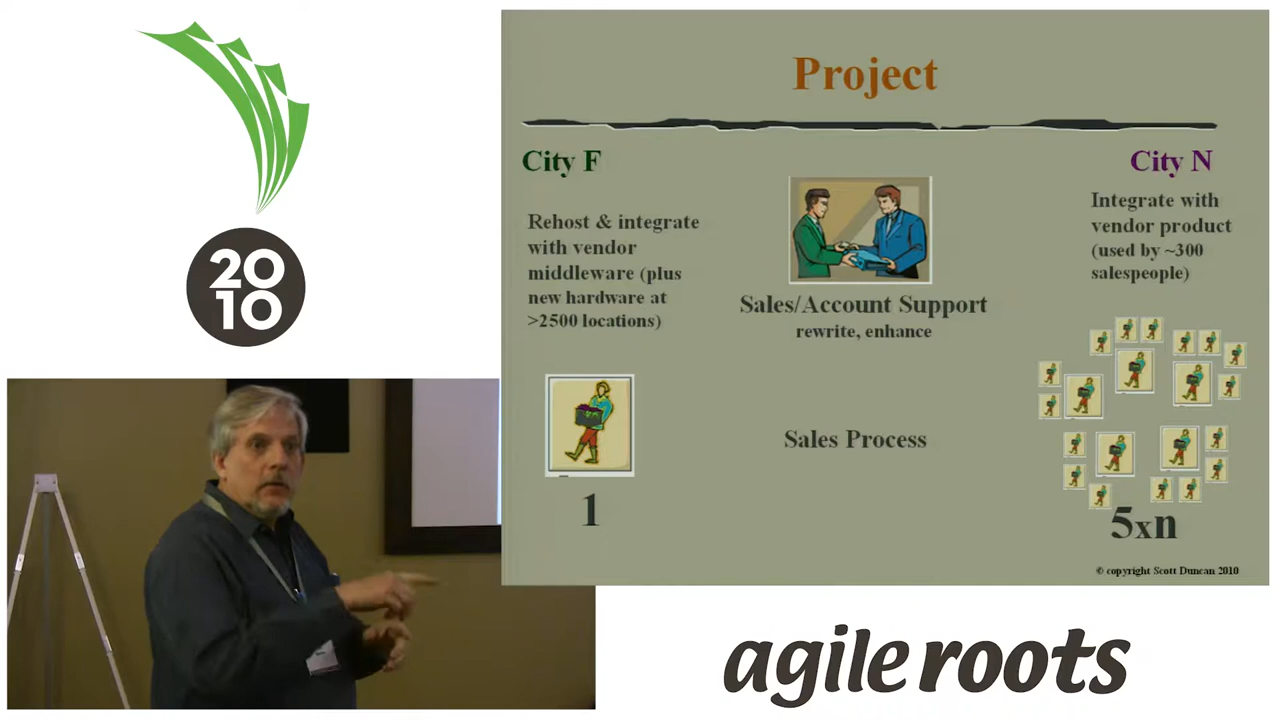 20
10
Project
City F
Rehost & integrate
with vendor
middleware (plus
new hardware at
>2500 locations)
1
Sales/Account Support
rewrite, enhance
Sales Process
City N
Integrate with
vendor product
(used by ~300
salespeople)
5xn
© copyright Scott Duncan 2010
agile roots